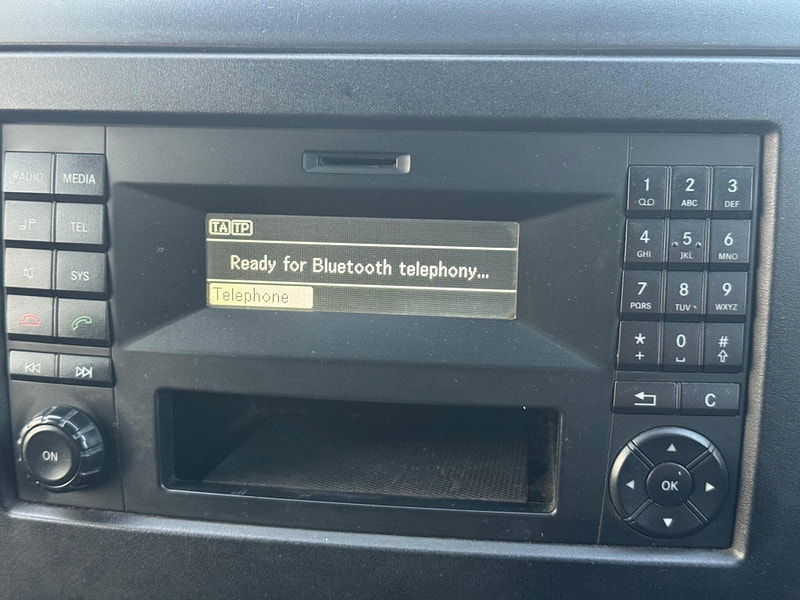 RADIO
MEDIA
TEL
SYS
ON
TA TP
Ready for Bluetooth telephony...
Telephone
1
2 ABC
3 DEF
4 GHI
5 JKL
6 MNO
7 PQRS
8 TUV
9 WXYZ
* +
0
#
C
OK